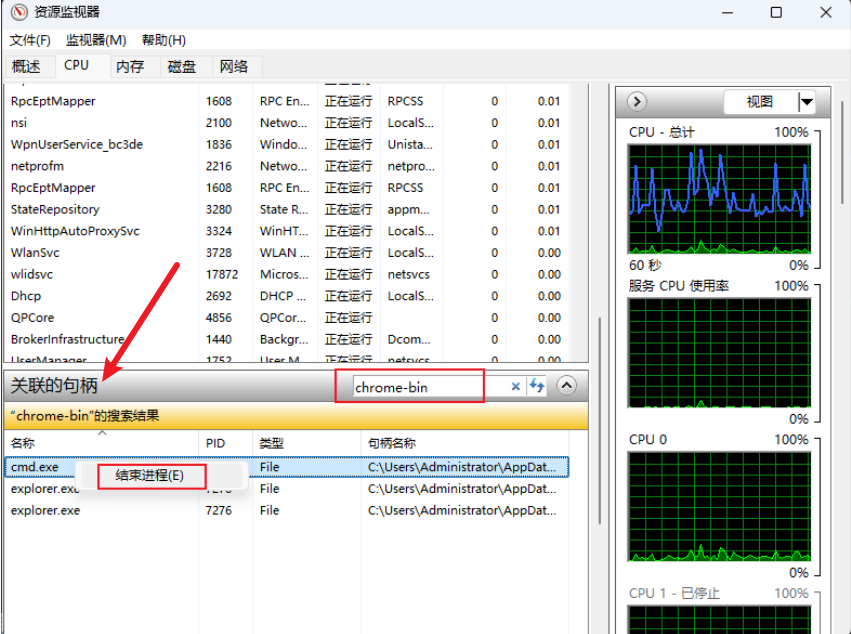 资源监视器
文件(F) 监视器(M) 帮助(H)
概述 CPU 内存 磁盘 网络
RpcEptMapper 1608 RPC En... 正在运行 RPCSS 0 0.01
nsi 2100 Netwo... 正在运行 LocalS... 0 0.01
WpnUserService_bc3de 1836 Windo... 正在运行 Unista... 0 0.01
netprofm 2216 Netwo... 正在运行 netpro... 0 0.01
RpcEptMapper 1608 RPC En... 正在运行 RPCSS 0 0.01
StateRepository 3280 State R... 正在运行 appm... 0 0.01
WinHttpAutoProxySvc 3324 WinHT... 正在运行 LocalS... 0 0.01
WlanSvc 3728 WLAN ... 正在运行 LocalS... 0 0.00
wlidsvc 17872 Micros... 正在运行 netsvcs 0 0.00
Dhcp 2692 DHCP ... 正在运行 LocalS... 0 0.00
QPCore 4856 QPCor... 正在运行 0 0.00
BrokerInfrastructure 1440 Backgr... 正在运行 Dcom... 0 0.00
UserManager 1752 User M 正在运行 netsvcs 0 0.00
关联的句柄 chrome-bin
“chrome-bin”的搜索结果
名称 PID 类型 句柄名称
cmd.exe File C:\Users\Administrator\AppDat...
结束进程(E)
explorer.exe 7276 File C:\Users\Administrator\AppDat...
explorer.exe 7276 File C:\Users\Administrator\AppDat...
视图
CPU - 总计 100%
60 秒 0%
服务 CPU 使用率 100%
0%
CPU 0 100%
0%
CPU 1 - 已停止 100%